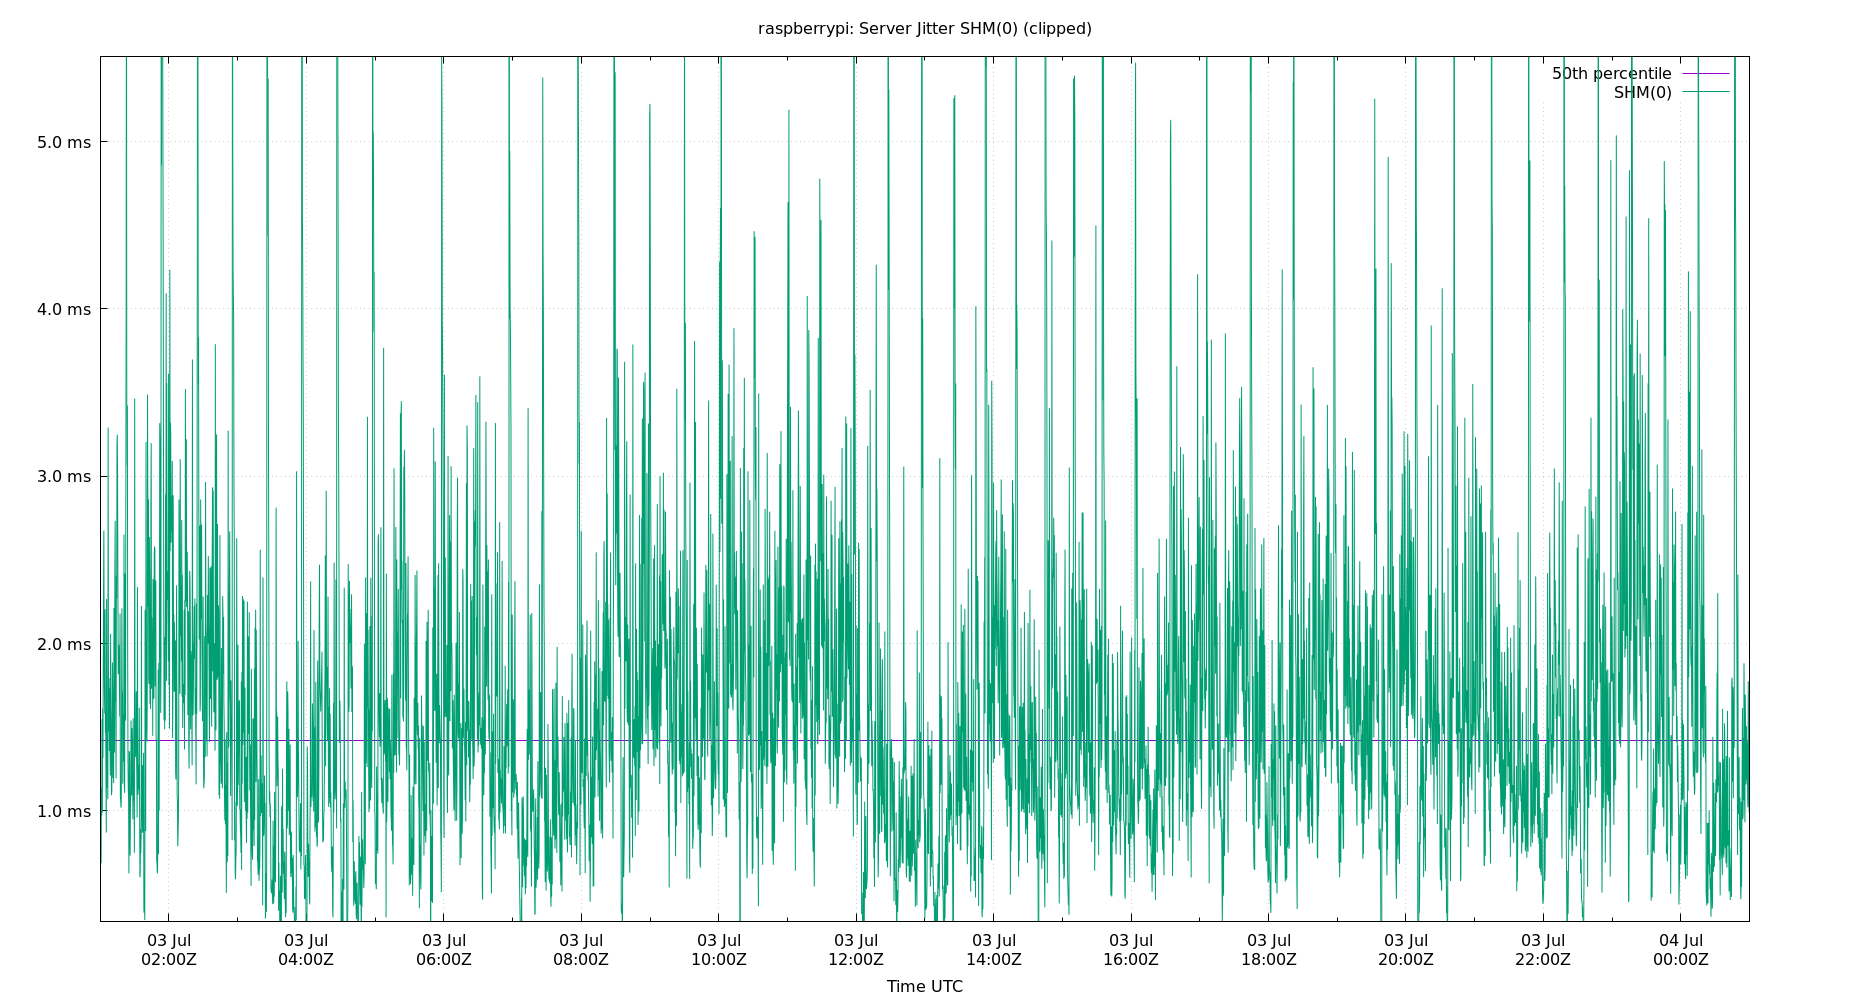 raspberrypi: Server Jitter SHM(0) (clipped)
50th percentile
SHM(0)
5.0 ms
4.0 ms
3.0 ms
2.0 ms
1.0 ms
03 Jul 03 Jul 03 Jul 03 Jul 03 Jul 03 Jul 03 Jul 03 Jul 03 Jul 03 Jul 03 Jul 04 Jul
02:00Z 04:00Z 06:00Z 08:00Z 10:00Z 12:00Z 14:00Z 16:00Z 18:00Z 20:00Z 22:00Z 00:00Z
Time UTC